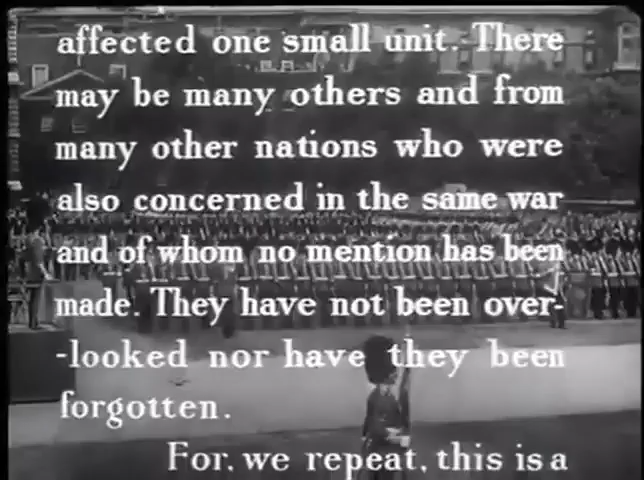 affected one small unit. There
may be many others and from
many other nations who were
also concerned in the same war
and of whom no mention has been
made. They have not been over-
-looked nor have they been
forgotten.
For, we repeat, this is a